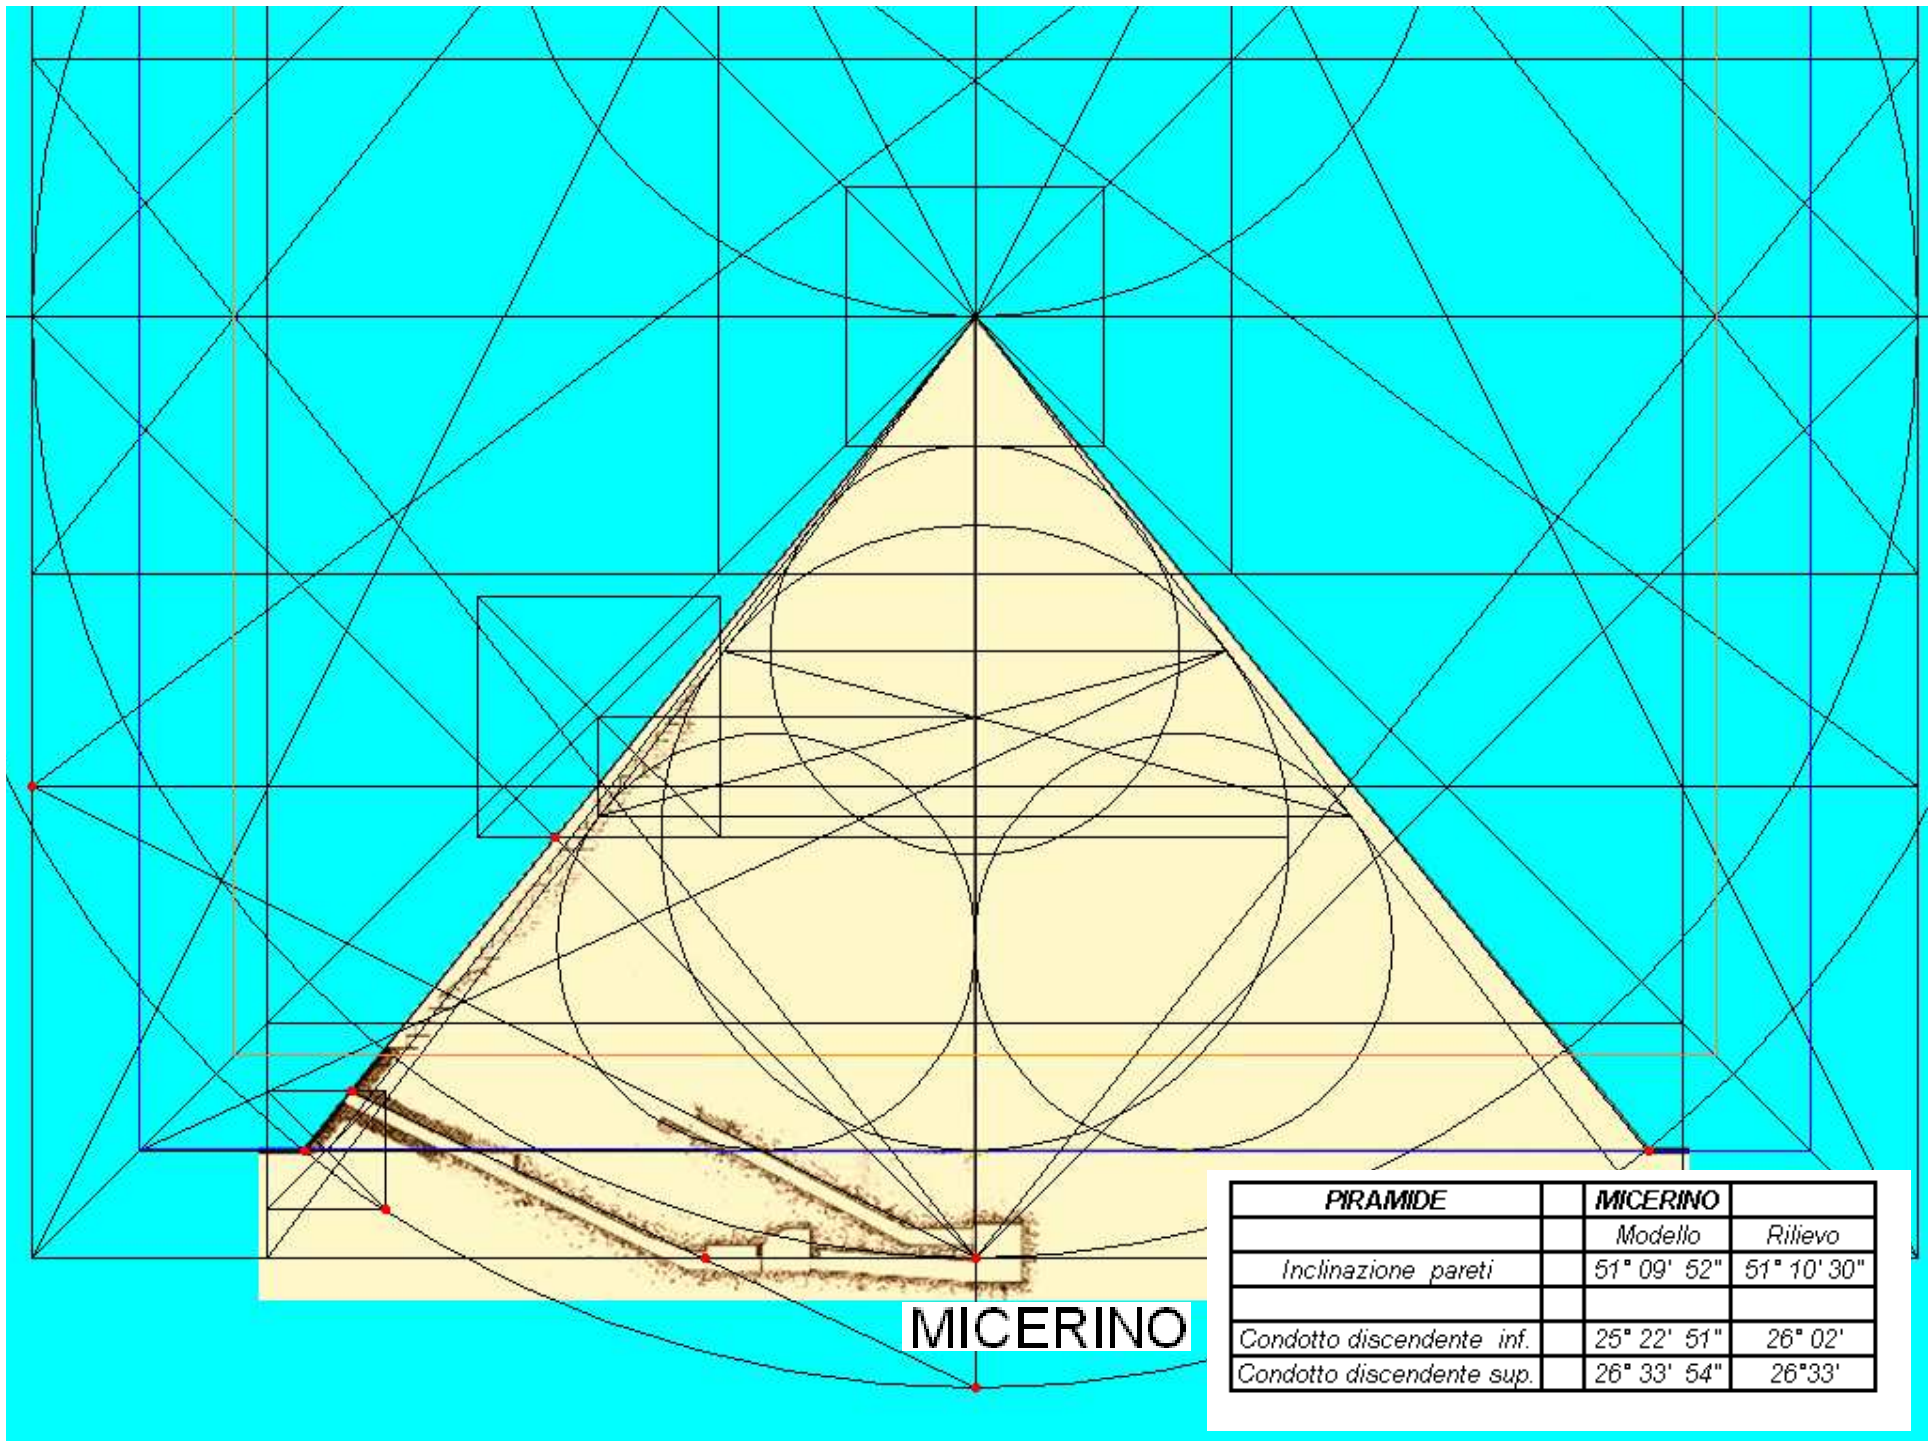 MICERINO
PIRAMIDE MICERINO
Modello Rilievo
Inclinazione pareti 51° 09' 52" 51° 10' 30"
Condotto discendente inf. 25° 22' 51" 26° 02'
Condotto discendente sup. 26° 33' 54" 26°33'